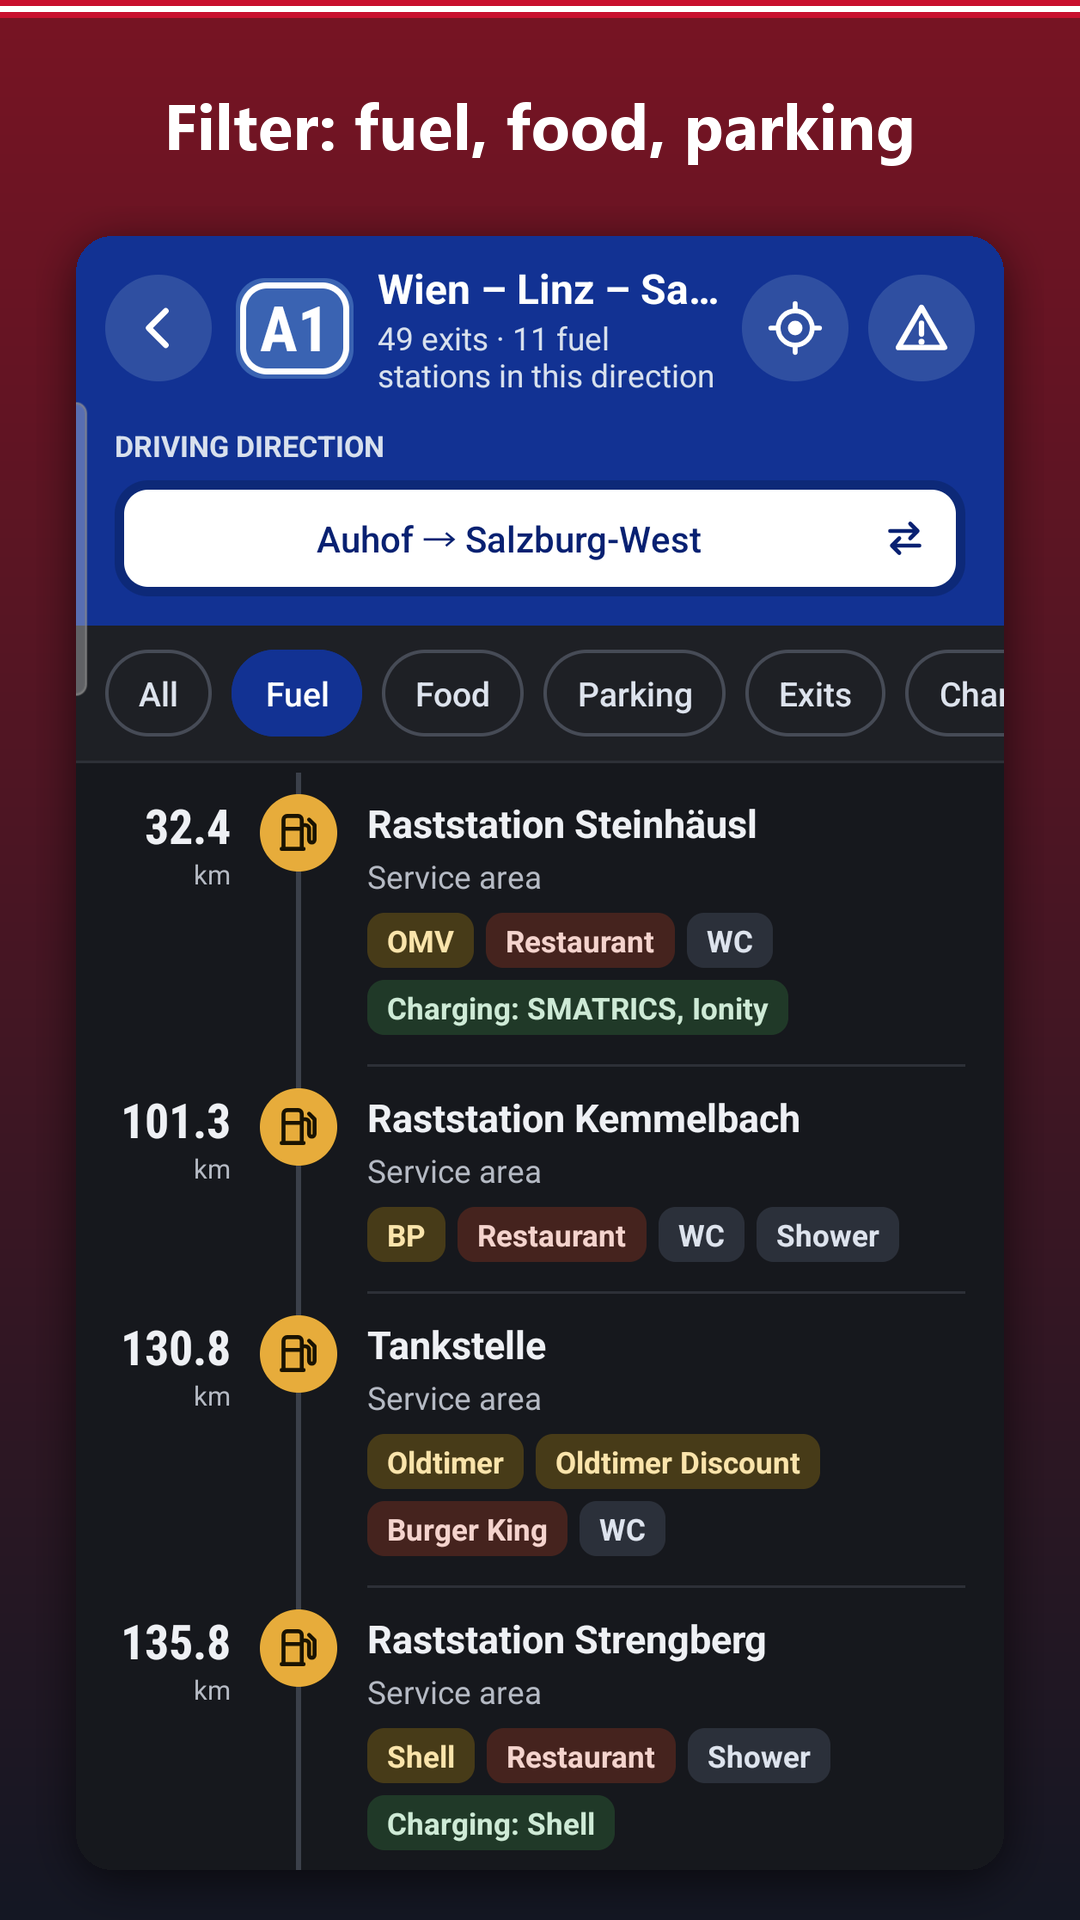 Filter: fuel, food, parking
A1
Wien – Linz – Sa...
49 exits · 11 fuel
stations in this direction
DRIVING DIRECTION
Auhof → Salzburg-West
All
Fuel
Food
Parking
Exits
Char
32.4
km
Raststation Steinhäusl
Service area
OMV
Restaurant
WC
Charging: SMATRICS, Ionity
101.3
km
Raststation Kemmelbach
Service area
BP
Restaurant
WC
Shower
130.8
km
Tankstelle
Service area
Oldtimer
Oldtimer Discount
Burger King
WC
135.8
km
Raststation Strengberg
Service area
Shell
Restaurant
Shower
Charging: Shell